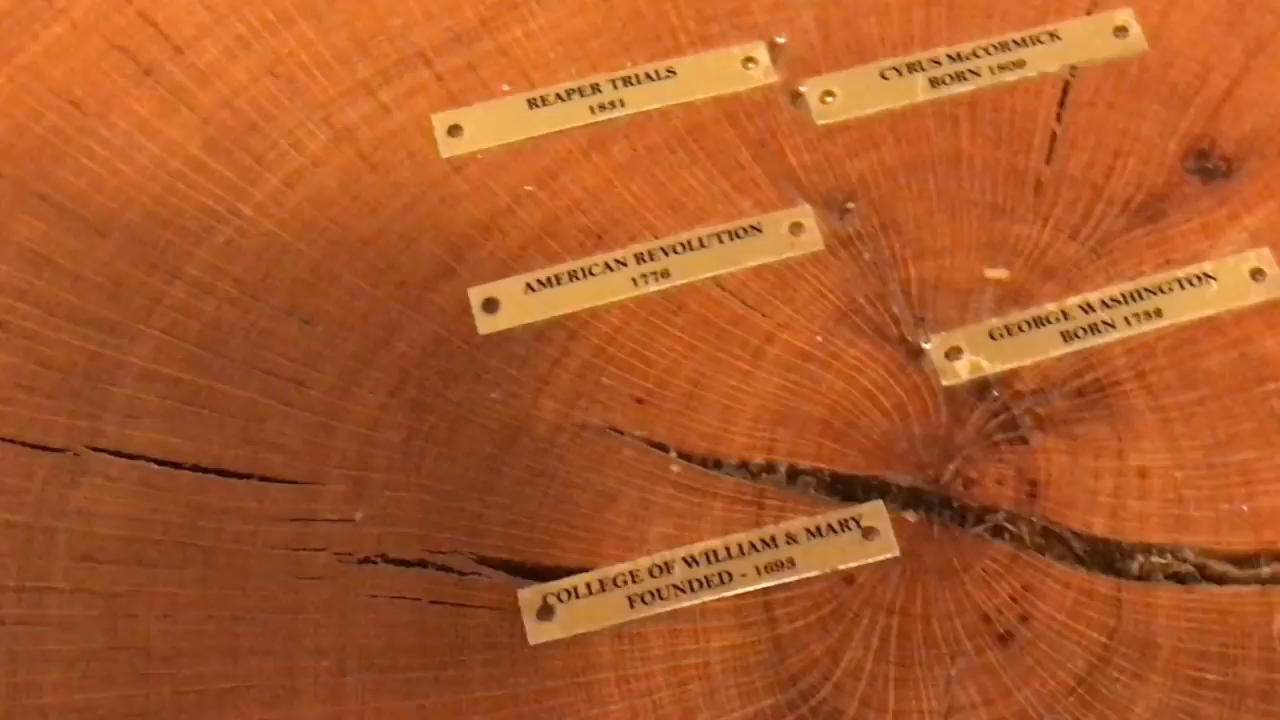 REAPER TRIALS
1831
CYRUS McCORMICK
BORN 1809
AMERICAN REVOLUTION
1776
GEORGE WASHINGTON
BORN 1732
COLLEGE OF WILLIAM & MARY
FOUNDED - 1693